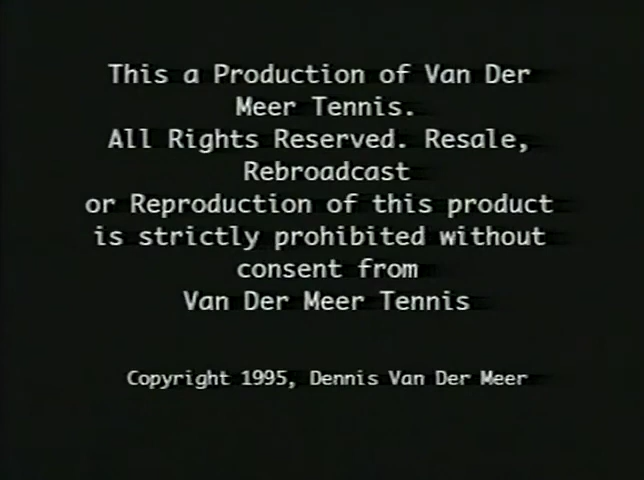 This a Production of Van Der
Meer Tennis.
All Rights Reserved. Resale,
Rebroadcast
or Reproduction of this product
is strictly prohibited without
consent from
Van Der Meer Tennis
Copyright 1995, Dennis Van Der Meer